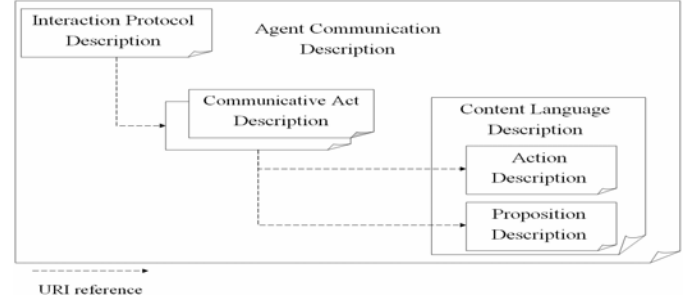 Interaction Protocol
Description
Agent Communication
Description
Communicative Act
Description
Content Language
Description
Action
Description
Proposition
Description
URI reference